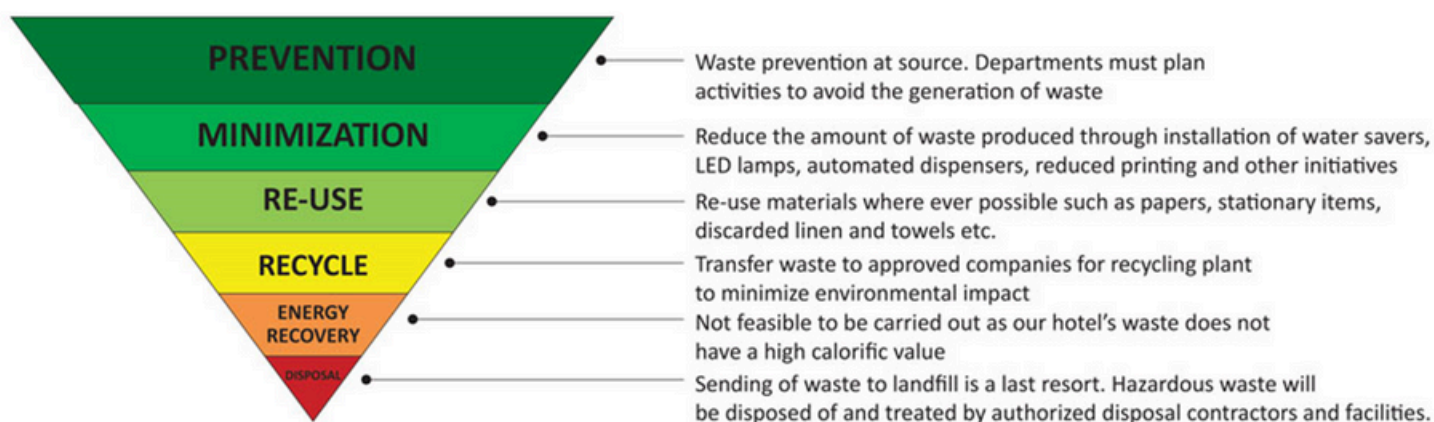 PREVENTION
Waste prevention at source. Departments must plan
activities to avoid the generation of waste
MINIMIZATION
Reduce the amount of waste produced through installation of water savers,
LED lamps, automated dispensers, reduced printing and other initiatives
RE-USE
Re-use materials where ever possible such as papers, stationary items,
discarded linen and towels etc.
RECYCLE
Transfer waste to approved companies for recycling plant
to minimize environmental impact
ENERGY
RECOVERY
Not feasible to be carried out as our hotel's waste does not
have a high calorific value
DISPOSAL
Sending of waste to landfill is a last resort. Hazardous waste will
be disposed of and treated by authorized disposal contractors and facilities.